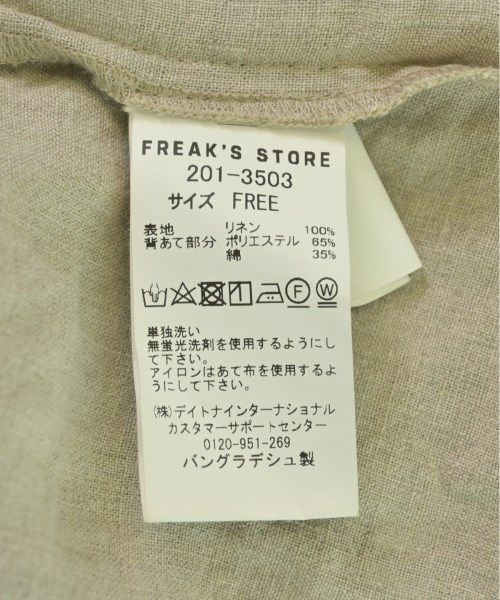 FREAK'S STORE
201-3503
サイズ FREE
表地 リネン 100%
背あて部分 ポリエステル 65%
綿 35%
単独洗い
無蛍光洗剤を使用するようにし
て下さい。
アイロンはあて布を使用するよ
うにして下さい。
(株)デイトナインターナショナル
カスタマーサポートセンター
0120-951-269
バングラデシュ製